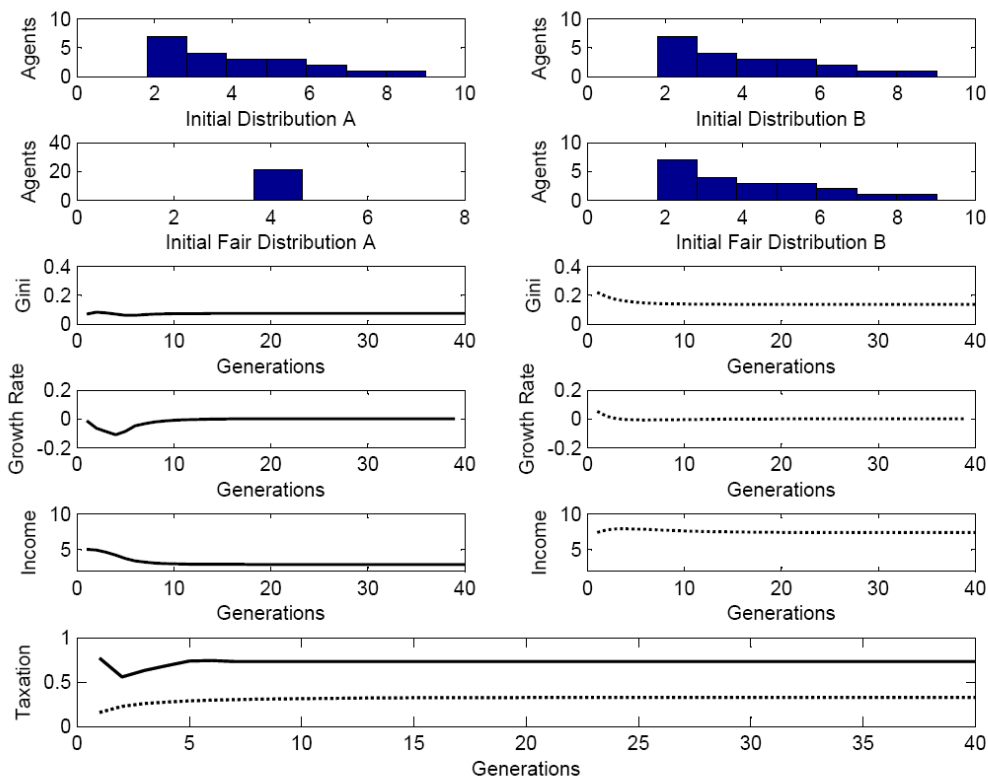 Agents
10
5
0
0 2 4 6 8 10
Initial Distribution A
Agents
10
5
0
0 2 4 6 8 10
Initial Distribution B
Agents
40
20
0
0 2 4 6 8
Initial Fair Distribution A
Agents
10
5
0
0 2 4 6 8 10
Initial Fair Distribution B
Gini
0.4
0.2
0
0 10 20 30 40
Generations
Gini
0.4
0.2
0
0 10 20 30 40
Generations
Growth Rate
0.2
0
-0.2
0 10 20 30 40
Generations
Growth Rate
0.2
0
-0.2
0 10 20 30 40
Generations
Income
10
5
0 10 20 30 40
Generations
Income
10
5
0 10 20 30 40
Generations
Taxation
1
0.5
0
0 5 10 15 20 25 30 35 40
Generations